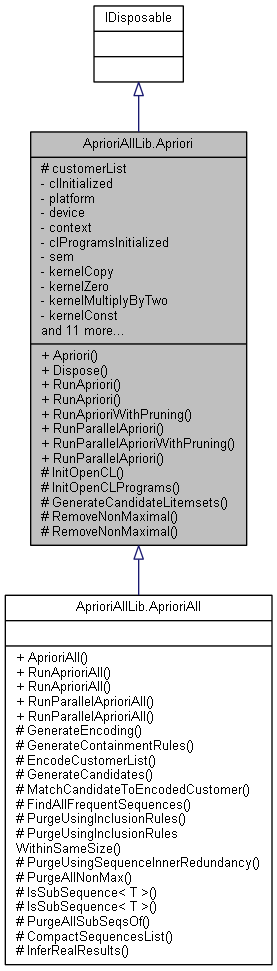 IDisposable
AprioriAllLib.Apriori
# customerList
- clInitialized
- platform
- device
- context
- clProgramsInitialized
- sem
- kernelCopy
- kernelZero
- kernelMultiplyByTwo
- kernelConst
and 11 more...
+ Apriori()
+ Dispose()
+ RunApriori()
+ RunApriori()
+ RunAprioriWithPruning()
+ RunParallelApriori()
+ RunParallelAprioriWithPruning()
+ RunParallelApriori()
# InitOpenCL()
# InitOpenCLPrograms()
# GenerateCandidateLitemsets()
# RemoveNonMaximal()
# RemoveNonMaximal()
AprioriAllLib.AprioriAll
+ AprioriAll()
+ RunAprioriAll()
+ RunAprioriAll()
+ RunParallelAprioriAll()
+ RunParallelAprioriAll()
# GenerateEncoding()
# GenerateContainmentRules()
# EncodeCustomerList()
# GenerateCandidates()
# MatchCandidateToEncodedCustomer()
# FindAllFrequentSequences()
# PurgeUsingInclusionRules()
# PurgeUsingInclusionRules
WithinSameSize()
# PurgeUsingSequenceInnerRedundancy()
# PurgeAllNonMax()
# IsSubSequence< T >()
# IsSubSequence< T >()
# PurgeAllSubSeqsOf()
# CompactSequencesList()
# InferRealResults()